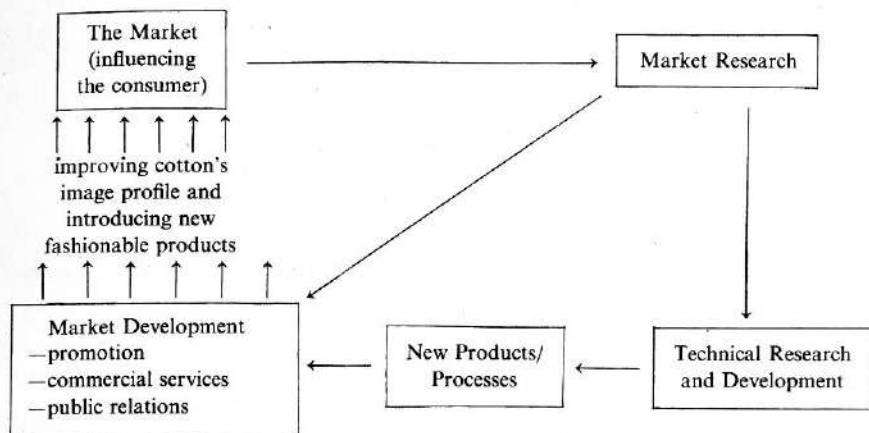 The Market
(influencing
the consumer)
Market Research
improving cotton's
image profile and
introducing new
fashionable products
Market Development
—promotion
—commercial services
—public relations
New Products/
Processes
Technical Research
and Development